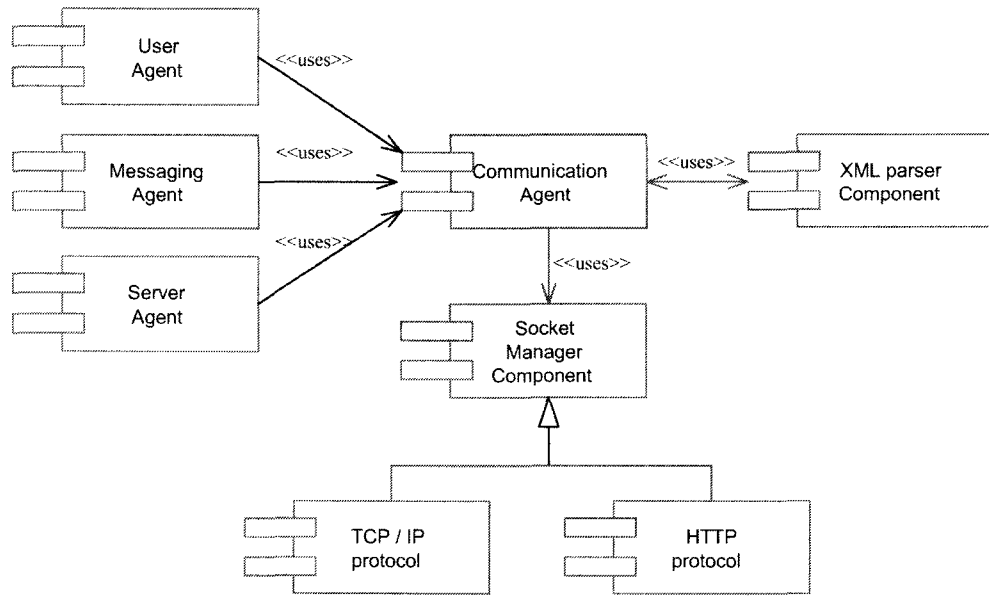 User
Agent
<<uses>>
Messaging
Agent
<<uses>>
Communication
Agent
<<uses>>
XML parser
Component
<<uses>>
Server
Agent
<<uses>>
Socket
Manager
Component
TCP / IP
protocol
HTTP
protocol